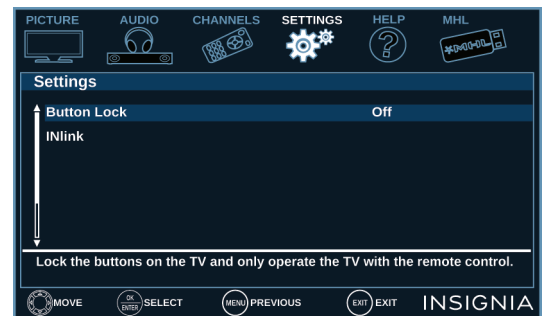 PICTURE AUDIO CHANNELS SETTINGS HELP MHL
MHL
Settings
Button Lock Off
INlink
Lock the buttons on the TV and only operate the TV with the remote control.
MOVE OK ENTER SELECT MENU PREVIOUS EXIT EXIT INSIGNIA